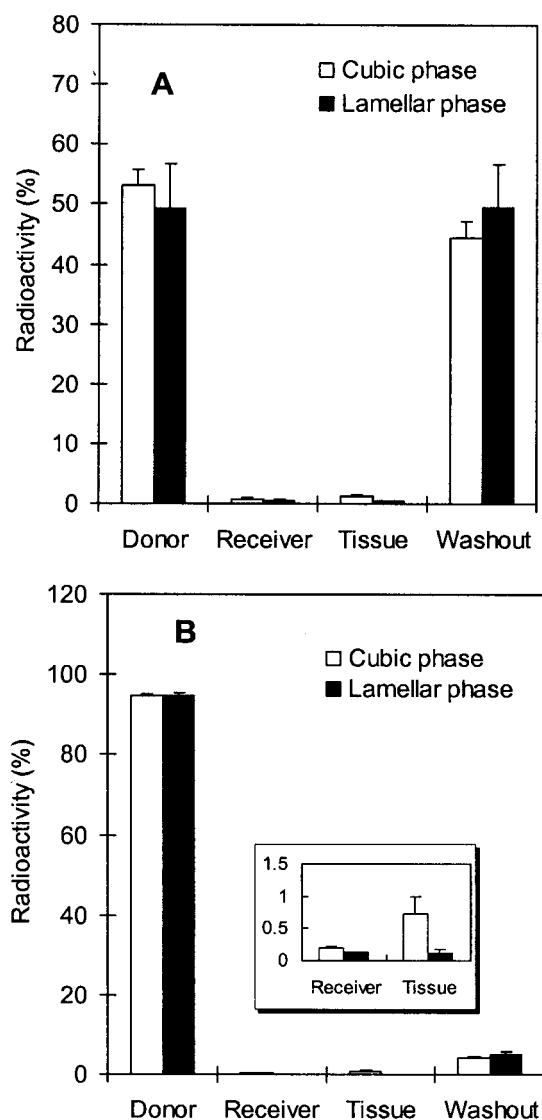 80
70
60
50
40
30
20
10
0
Radioactivity (%)
A
Cubic phase
Lamellar phase
Donor Receiver Tissue Washout
120
100
80
60
40
20
0
Radioactivity (%)
B
Cubic phase
Lamellar phase
1.5
1
0.5
0
Receiver Tissue
Donor Receiver Tissue Washout